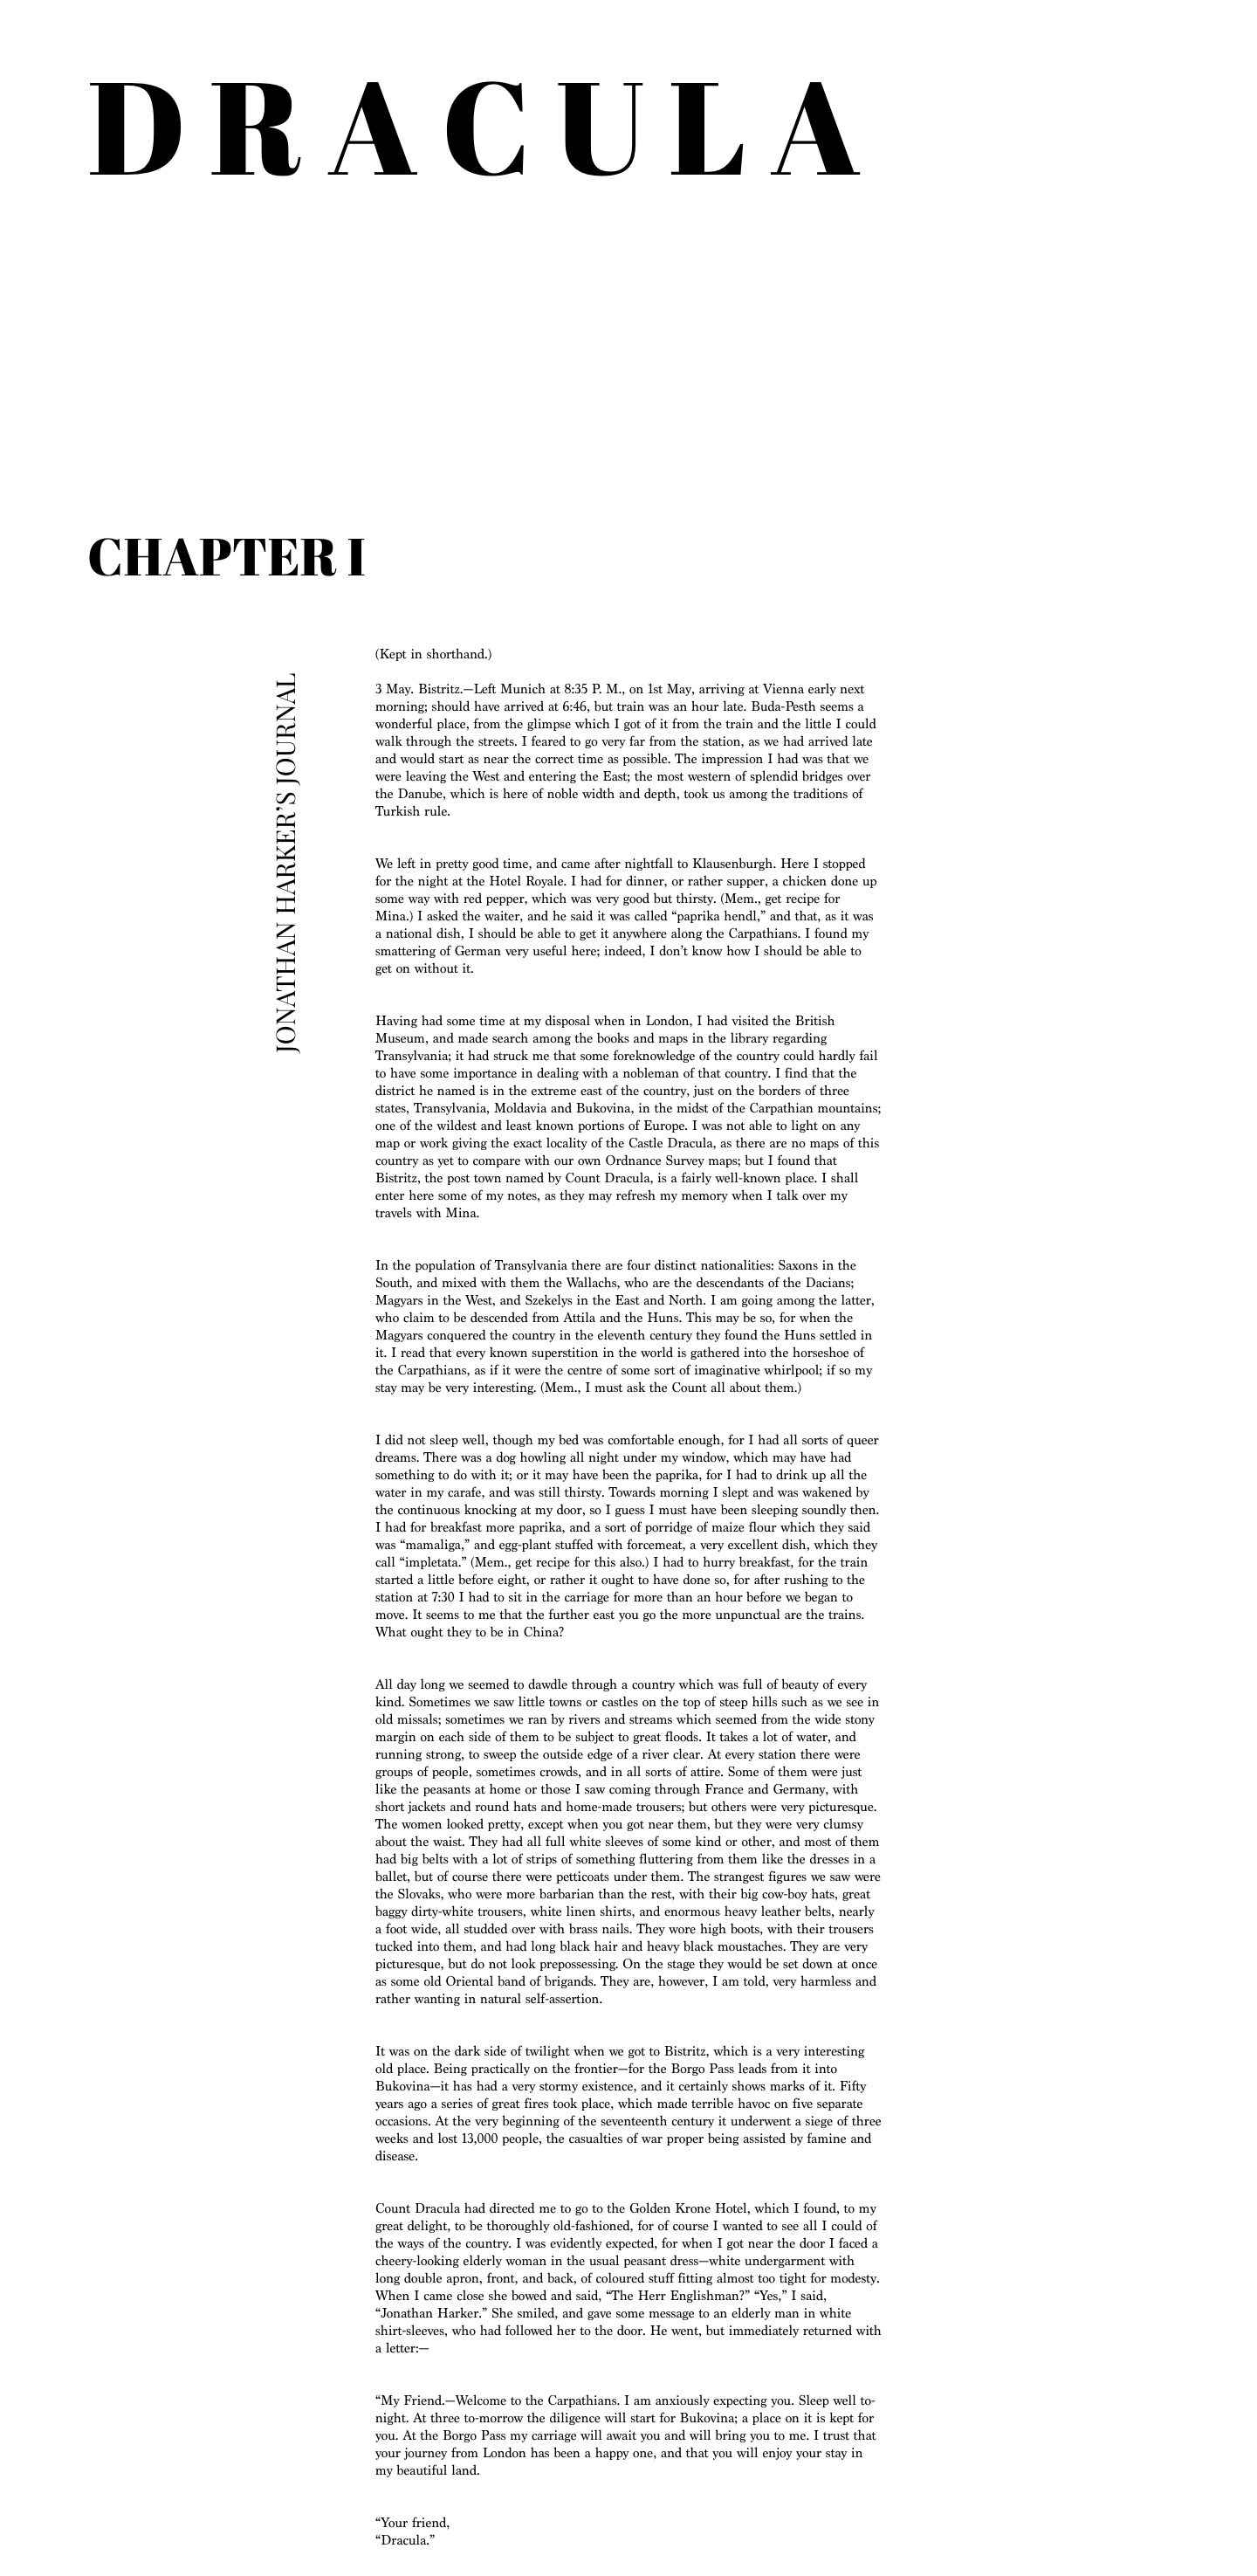 DRACULA
CHAPTER I
JONATHAN HARKER’S JOURNAL
(Kept in shorthand.)
3 May. Bistritz.—Left Munich at 8:35 P. M., on 1st May, arriving at Vienna early next
morning; should have arrived at 6:46, but train was an hour late. Buda-Pesth seems a
wonderful place, from the glimpse which I got of it from the train and the little I could
walk through the streets. I feared to go very far from the station, as we had arrived late
and would start as near the correct time as possible. The impression I had was that we
were leaving the West and entering the East; the most western of splendid bridges over
the Danube, which is here of noble width and depth, took us among the traditions of
Turkish rule.
We left in pretty good time, and came after nightfall to Klausenburgh. Here I stopped
for the night at the Hotel Royale. I had for dinner, or rather supper, a chicken done up
some way with red pepper, which was very good but thirsty. (Mem., get recipe for
Mina.) I asked the waiter, and he said it was called “paprika hendl,” and that, as it was
a national dish, I should be able to get it anywhere along the Carpathians. I found my
smattering of German very useful here; indeed, I don’t know how I should be able to
get on without it.
Having had some time at my disposal when in London, I had visited the British
Museum, and made search among the books and maps in the library regarding
Transylvania; it had struck me that some foreknowledge of the country could hardly fail
to have some importance in dealing with a nobleman of that country. I find that the
district he named is in the extreme east of the country, just on the borders of three
states, Transylvania, Moldavia and Bukovina, in the midst of the Carpathian mountains;
one of the wildest and least known portions of Europe. I was not able to light on any
map or work giving the exact locality of the Castle Dracula, as there are no maps of this
country as yet to compare with our own Ordnance Survey maps; but I found that
Bistritz, the post town named by Count Dracula, is a fairly well-known place. I shall
enter here some of my notes, as they may refresh my memory when I talk over my
travels with Mina.
In the population of Transylvania there are four distinct nationalities: Saxons in the
South, and mixed with them the Wallachs, who are the descendants of the Dacians;
Magyars in the West, and Szekelys in the East and North. I am going among the latter,
who claim to be descended from Attila and the Huns. This may be so, for when the
Magyars conquered the country in the eleventh century they found the Huns settled in
it. I read that every known superstition in the world is gathered into the horseshoe of
the Carpathians, as if it were the centre of some sort of imaginative whirlpool; if so my
stay may be very interesting. (Mem., I must ask the Count all about them.)
I did not sleep well, though my bed was comfortable enough, for I had all sorts of queer
dreams. There was a dog howling all night under my window, which may have had
something to do with it; or it may have been the paprika, for I had to drink up all the
water in my carafe, and was still thirsty. Towards morning I slept and was wakened by
the continuous knocking at my door, so I guess I must have been sleeping soundly then.
I had for breakfast more paprika, and a sort of porridge of maize flour which they said
was “mamaliga,” and egg-plant stuffed with forcemeat, a very excellent dish, which they
call “impletata.” (Mem., get recipe for this also.) I had to hurry breakfast, for the train
started a little before eight, or rather it ought to have done so, for after rushing to the
station at 7:30 I had to sit in the carriage for more than an hour before we began to
move. It seems to me that the further east you go the more unpunctual are the trains.
What ought they to be in China?
All day long we seemed to dawdle through a country which was full of beauty of every
kind. Sometimes we saw little towns or castles on the top of steep hills such as we see in
old missals; sometimes we ran by rivers and streams which seemed from the wide stony
margin on each side of them to be subject to great floods. It takes a lot of water, and
running strong, to sweep the outside edge of a river clear. At every station there were
groups of people, sometimes crowds, and in all sorts of attire. Some of them were just
like the peasants at home or those I saw coming through France and Germany, with
short jackets and round hats and home-made trousers; but others were very picturesque.
The women looked pretty, except when you got near them, but they were very clumsy
about the waist. They had all full white sleeves of some kind or other, and most of them
had big belts with a lot of strips of something fluttering from them like the dresses in a
ballet, but of course there were petticoats under them. The strangest figures we saw were
the Slovaks, who were more barbarian than the rest, with their big cow-boy hats, great
baggy dirty-white trousers, white linen shirts, and enormous heavy leather belts, nearly
a foot wide, all studded over with brass nails. They wore high boots, with their trousers
tucked into them, and had long black hair and heavy black moustaches. They are very
picturesque, but do not look prepossessing. On the stage they would be set down at once
as some old Oriental band of brigands. They are, however, I am told, very harmless and
rather wanting in natural self-assertion.
It was on the dark side of twilight when we got to Bistritz, which is a very interesting
old place. Being practically on the frontier—for the Borgo Pass leads from it into
Bukovina—it has had a very stormy existence, and it certainly shows marks of it. Fifty
years ago a series of great fires took place, which made terrible havoc on five separate
occasions. At the very beginning of the seventeenth century it underwent a siege of three
weeks and lost 13,000 people, the casualties of war proper being assisted by famine and
disease.
Count Dracula had directed me to go to the Golden Krone Hotel, which I found, to my
great delight, to be thoroughly old-fashioned, for of course I wanted to see all I could of
the ways of the country. I was evidently expected, for when I got near the door I faced a
cheery-looking elderly woman in the usual peasant dress—white undergarment with
long double apron, front, and back, of coloured stuff fitting almost too tight for modesty.
When I came close she bowed and said, “The Herr Englishman?” “Yes,” I said,
“Jonathan Harker.” She smiled, and gave some message to an elderly man in white
shirt-sleeves, who had followed her to the door. He went, but immediately returned with
a letter:—
“My Friend.—Welcome to the Carpathians. I am anxiously expecting you. Sleep well to-
night. At three to-morrow the diligence will start for Bukovina; a place on it is kept for
you. At the Borgo Pass my carriage will await you and will bring you to me. I trust that
your journey from London has been a happy one, and that you will enjoy your stay in
my beautiful land.
“Your friend,
“Dracula.”